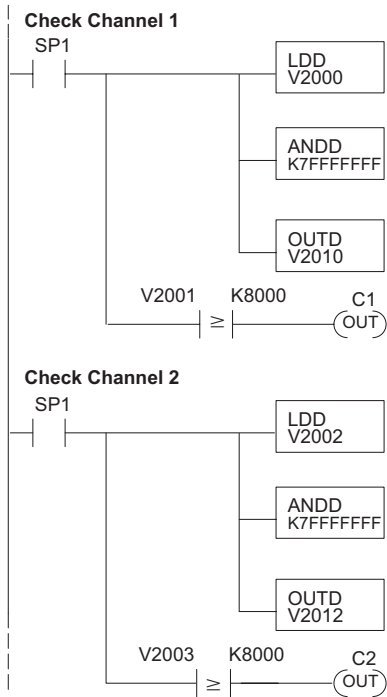 Check Channel 1
SP1
LDD
V2000
ANDD
K7FFFFFFF
OUTD
V2010
V2001 K8000 C1
≥ OUT
Check Channel 2
SP1
LDD
V2002
ANDD
K7FFFFFFF
OUTD
V2012
V2003 K8000 C2
≥ OUT